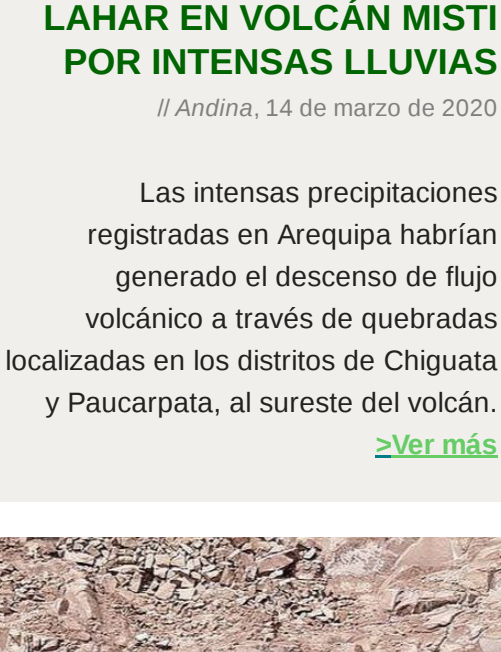 LAHAR EN VOLCÁN MISTI
POR INTENSAS LLUVIAS
// Andina, 14 de marzo de 2020
Las intensas precipitaciones
registradas en Arequipa habrían
generado el descenso de flujo
volcánico a través de quebradas
localizadas en los distritos de Chiguata
y Paucarpata, al sureste del volcán.
>Ver más